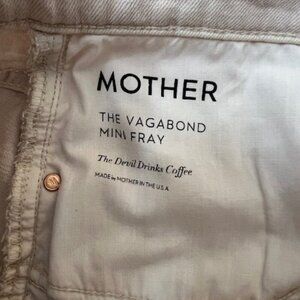 MOTHER
THE VAGABOND
MINI FRAY
The Devil Drinks Coffee
MADE by MOTHER IN THE U.S.A.